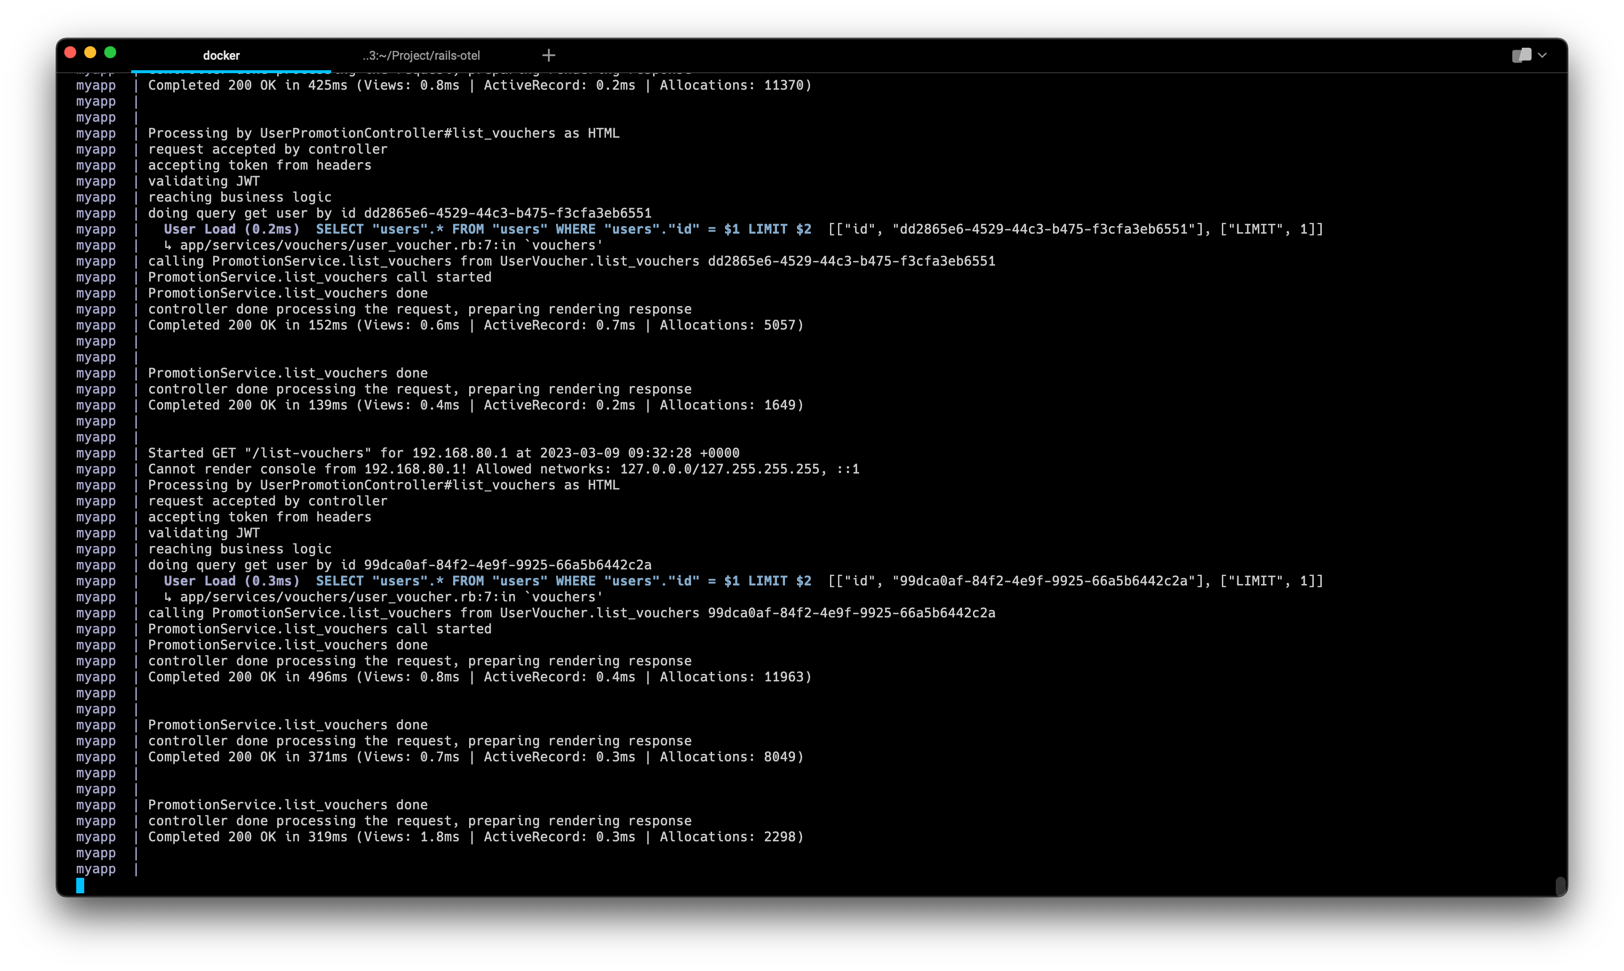 docker ..3:~/Project/rails-otel +
myapp | controller done processing the request, preparing rendering response
myapp | Completed 200 OK in 425ms (Views: 0.8ms | ActiveRecord: 0.2ms | Allocations: 11370)
myapp |
myapp |
myapp | Processing by UserPromotionController#list_vouchers as HTML
myapp | request accepted by controller
myapp | accepting token from headers
myapp | validating JWT
myapp | reaching business logic
myapp | doing query get user by id dd2865e6-4529-44c3-b475-f3cfa3eb6551
myapp |   User Load (0.2ms)  SELECT "users".* FROM "users" WHERE "users"."id" = $1 LIMIT $2  [["id", "dd2865e6-4529-44c3-b475-f3cfa3eb6551"], ["LIMIT", 1]]
myapp |   ↳ app/services/vouchers/user_voucher.rb:7:in `vouchers'
myapp | calling PromotionService.list_vouchers from UserVoucher.list_vouchers dd2865e6-4529-44c3-b475-f3cfa3eb6551
myapp | PromotionService.list_vouchers call started
myapp | PromotionService.list_vouchers done
myapp | controller done processing the request, preparing rendering response
myapp | Completed 200 OK in 152ms (Views: 0.6ms | ActiveRecord: 0.7ms | Allocations: 5057)
myapp |
myapp |
myapp | PromotionService.list_vouchers done
myapp | controller done processing the request, preparing rendering response
myapp | Completed 200 OK in 139ms (Views: 0.4ms | ActiveRecord: 0.2ms | Allocations: 1649)
myapp |
myapp |
myapp | Started GET "/list-vouchers" for 192.168.80.1 at 2023-03-09 09:32:28 +0000
myapp | Cannot render console from 192.168.80.1! Allowed networks: 127.0.0.0/127.255.255.255, ::1
myapp | Processing by UserPromotionController#list_vouchers as HTML
myapp | request accepted by controller
myapp | accepting token from headers
myapp | validating JWT
myapp | reaching business logic
myapp | doing query get user by id 99dca0af-84f2-4e9f-9925-66a5b6442c2a
myapp |   User Load (0.3ms)  SELECT "users".* FROM "users" WHERE "users"."id" = $1 LIMIT $2  [["id", "99dca0af-84f2-4e9f-9925-66a5b6442c2a"], ["LIMIT", 1]]
myapp |   ↳ app/services/vouchers/user_voucher.rb:7:in `vouchers'
myapp | calling PromotionService.list_vouchers from UserVoucher.list_vouchers 99dca0af-84f2-4e9f-9925-66a5b6442c2a
myapp | PromotionService.list_vouchers call started
myapp | PromotionService.list_vouchers done
myapp | controller done processing the request, preparing rendering response
myapp | Completed 200 OK in 496ms (Views: 0.8ms | ActiveRecord: 0.4ms | Allocations: 11963)
myapp |
myapp |
myapp | PromotionService.list_vouchers done
myapp | controller done processing the request, preparing rendering response
myapp | Completed 200 OK in 371ms (Views: 0.7ms | ActiveRecord: 0.3ms | Allocations: 8049)
myapp |
myapp |
myapp | PromotionService.list_vouchers done
myapp | controller done processing the request, preparing rendering response
myapp | Completed 200 OK in 319ms (Views: 1.8ms | ActiveRecord: 0.3ms | Allocations: 2298)
myapp |
myapp |